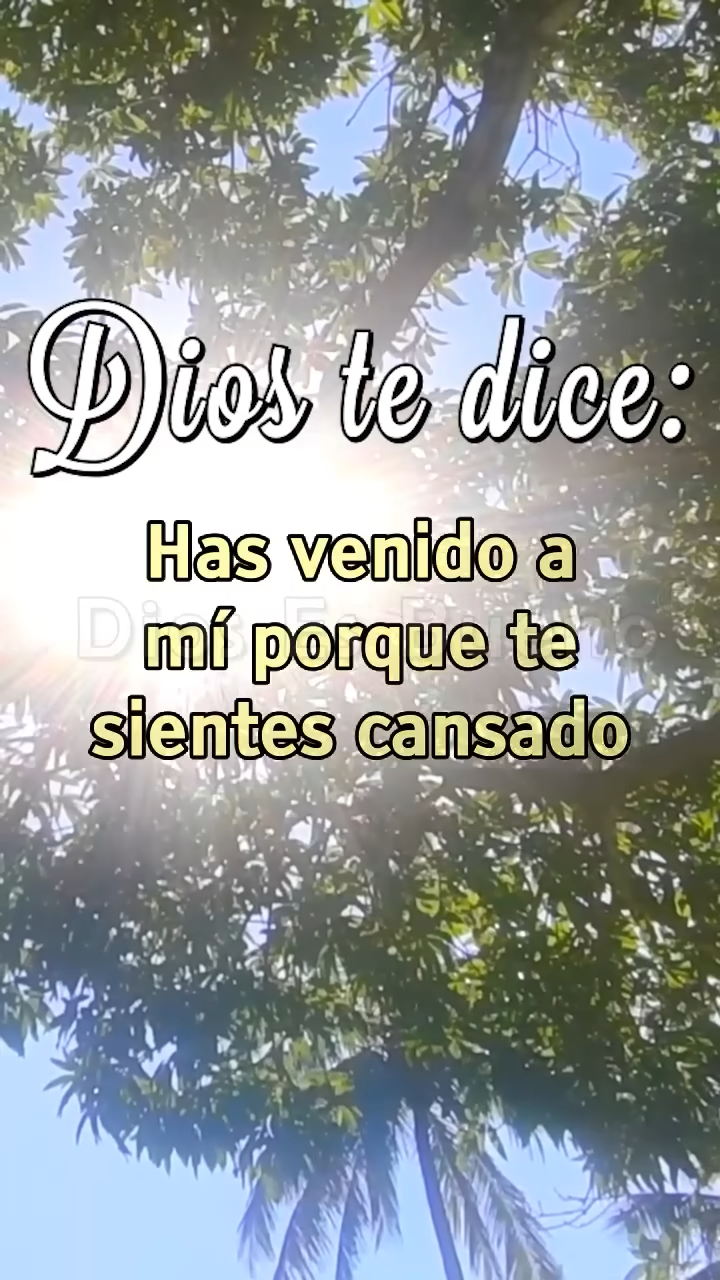 Dios te dice:
Has venido a
mí porque te
sientes cansado